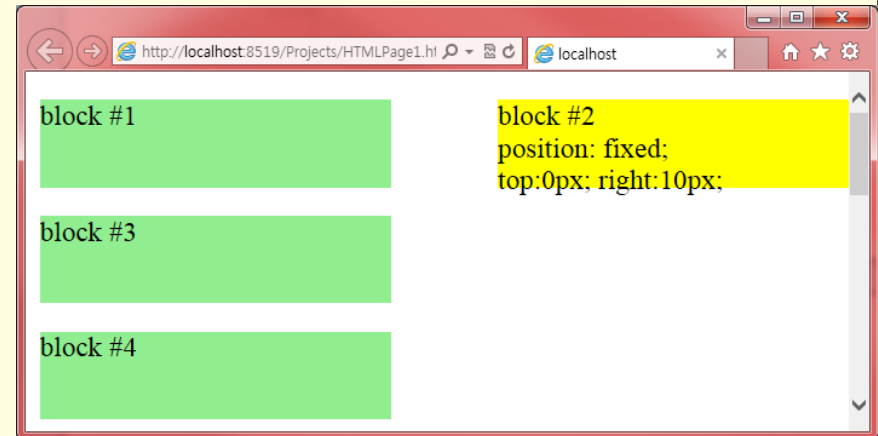 http://localhost:8519/Projects/HTMLPage1.ht
localhost
block #1
block #2
position: fixed;
top:0px; right:10px;
block #3
block #4